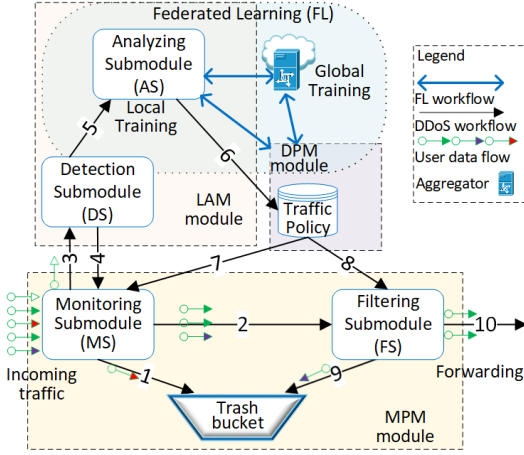 Federated Learning (FL)
Analyzing
Submodule
(AS)
Local
Training
Global
Training
Legend
FL workflow
DDoS workflow
User data flow
Aggregator
5
6
DPM
module
Detection
Submodule
(DS)
LAM
module
Traffic
Policy
3
4
7
8
Monitoring
Submodule
(MS)
2
Filtering
Submodule
(FS)
10
Incoming
traffic
1
9
Forwarding
Trash
bucket
MPM
module